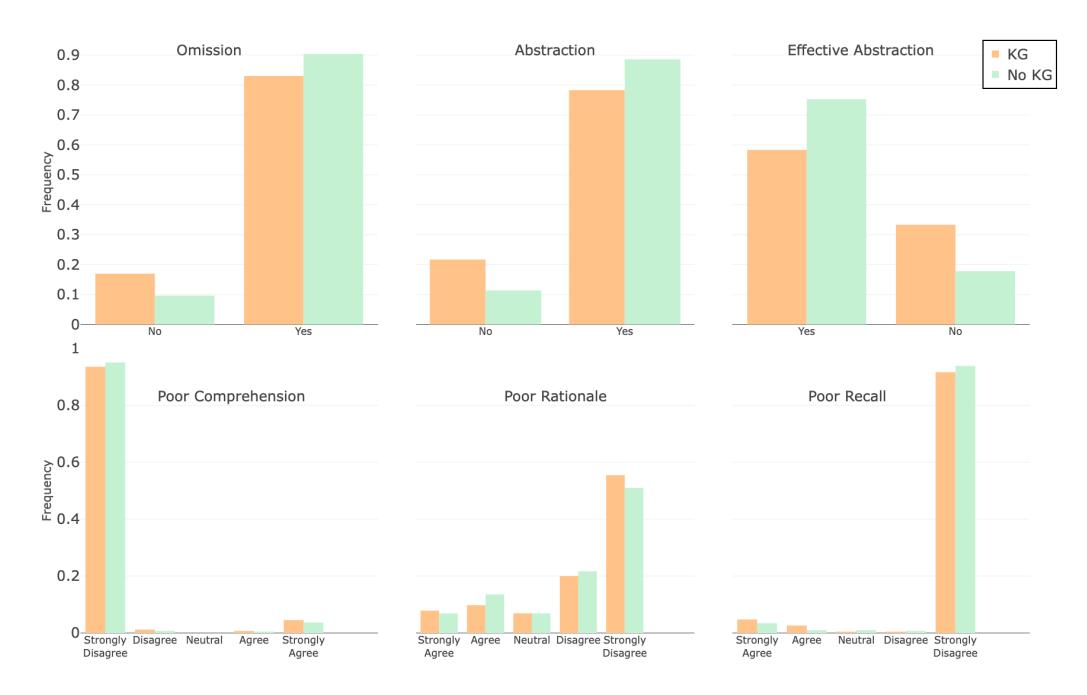 Omission
Abstraction
Effective Abstraction
KG
No KG
Frequency
0.9
0.8
0.7
0.6
0.5
0.4
0.3
0.2
0.1
0
No
Yes
No
Yes
Yes
No
Poor Comprehension
Poor Rationale
Poor Recall
Frequency
1
0.8
0.6
0.4
0.2
0
Strongly
Disagree
Disagree
Neutral
Agree
Strongly
Agree
Strongly
Agree
Agree
Neutral
Disagree
Strongly
Disagree
Strongly
Agree
Agree
Neutral
Disagree
Strongly
Disagree